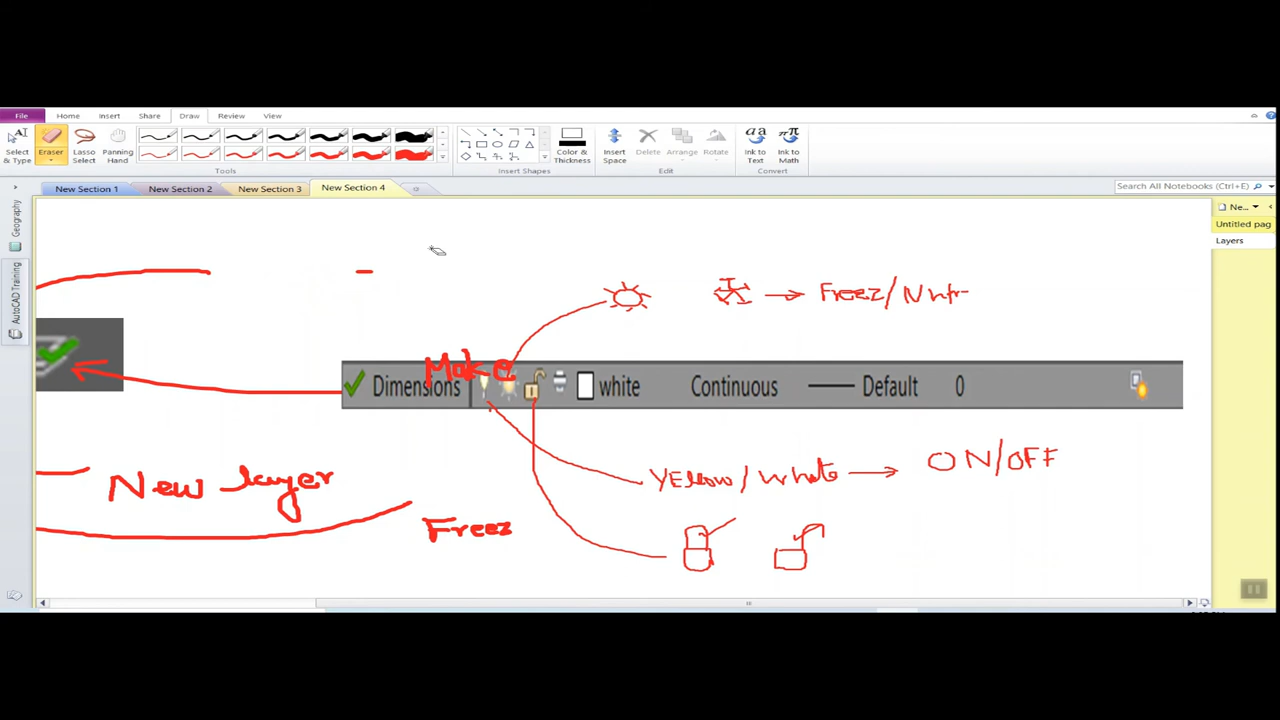 File Home Insert Share Draw Review View
Select & Type
Eraser
Lasso Select
Panning Hand
Color & Thickness
Insert Space
Delete
Arrange
Rotate
Ink to Text
Ink to Math
Tools
Insert Shapes
Edit
Convert
New Section 1
New Section 2
New Section 3
New Section 4
Search All Notebooks (Ctrl+E)
Ne...
Untitled pag
Layers
Geography
AutoCAD Training
Freez/
Make
Dimensions white Continuous Default 0
YEllow/White → ON/OFF
New layer
Freez